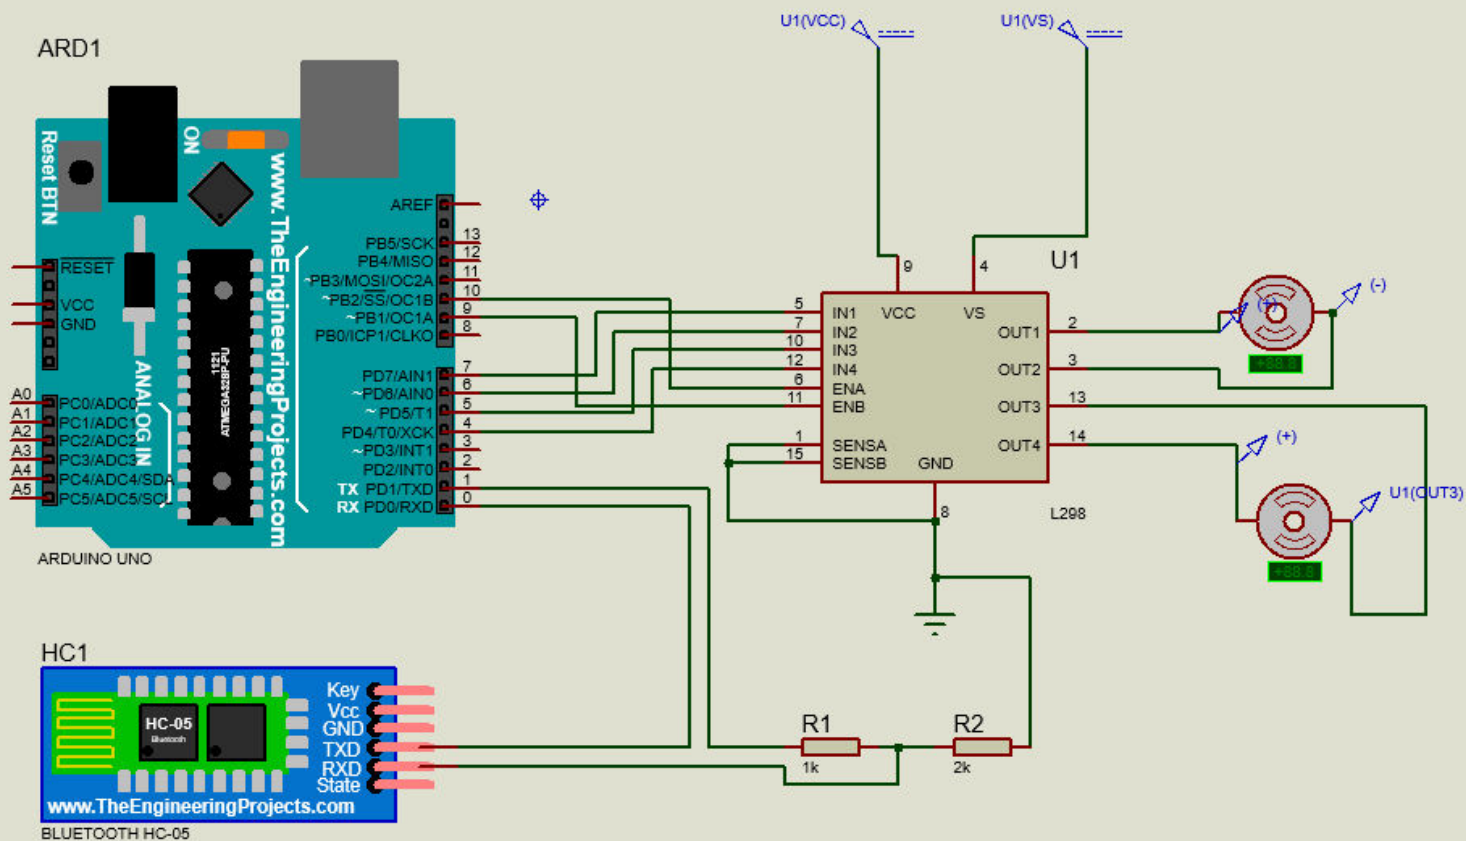 U1(VCC)
U1(VS)
ARD1
Reset BTN
ON
www.TheEngineeringProjects.com
AREF
PB5/SCK 13
PB4/MISO 12
~PB3/MOSI/OC2A 11
~PB2/SS/OC1B 10
~PB1/OC1A 9
PB0/ICP1/CLKO 8
PD7/AIN1 7
~PD6/AIN0 6
~PD5/T1 5
PD4/T0/XCK 4
~PD3/INT1 3
PD2/INT0 2
TX PD1/TXD 1
RX PD0/RXD 0
RESET
VCC
GND
A0 PC0/ADC0
A1 PC1/ADC1
A2 PC2/ADC2
A3 PC3/ADC3
A4 PC4/ADC4/SDA
A5 PC5/ADC5/SCL
ANALOG IN
1121
ATMEGA328P-PU
ARDUINO UNO
U1
9
4
5 IN1
7 IN2
10 IN3
12 IN4
6 ENA
11 ENB
1 SENSA
15 SENSB
VCC
VS
GND
8
OUT1 2
OUT2 3
OUT3 13
OUT4 14
L298
(+)
(-)
+88.8
(+)
U1(OUT3)
+88.8
HC1
HC-05
Bluetooth
Key
Vcc
GND
TXD
RXD
State
www.TheEngineeringProjects.com
BLUETOOTH HC-05
R1
1k
R2
2k